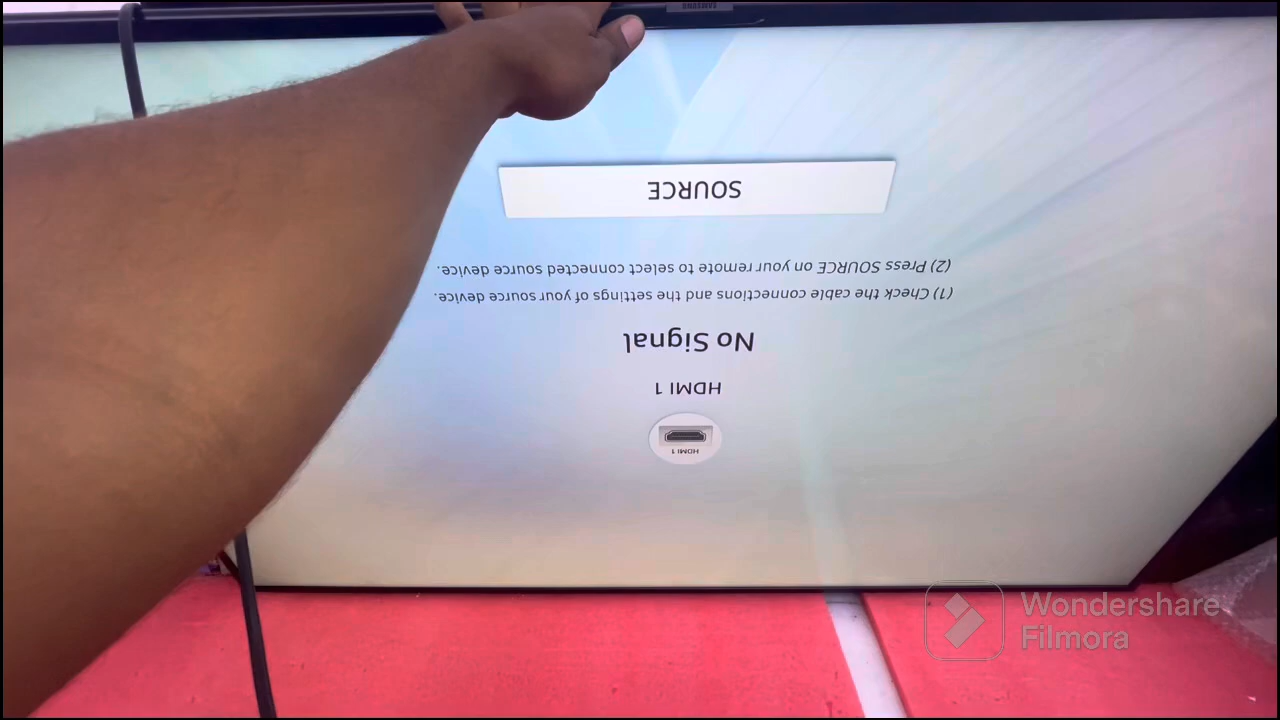 HDMI 1
HDMI 1
No Signal
(1) Check the cable connections and the settings of your source device.
(2) Press SOURCE on your remote to select connected source device.
SOURCE
SAMSUNG
Wondershare
Filmora